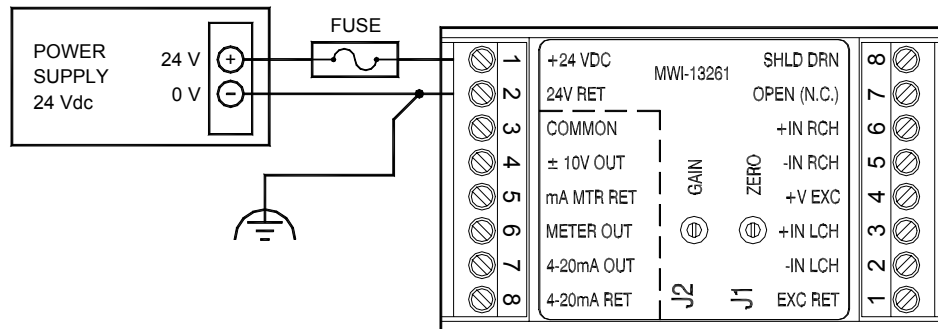 FUSE
POWER
SUPPLY
24 Vdc
24 V +
0 V −
1 +24 VDC
2 24V RET
3 COMMON
4 ± 10V OUT
5 mA MTR RET
6 METER OUT
7 4-20mA OUT
8 4-20mA RET
MWI-13261
GAIN
ZERO
J2
J1
SHLD DRN 8
OPEN (N.C.) 7
+IN RCH 6
-IN RCH 5
+V EXC 4
+IN LCH 3
-IN LCH 2
EXC RET 1